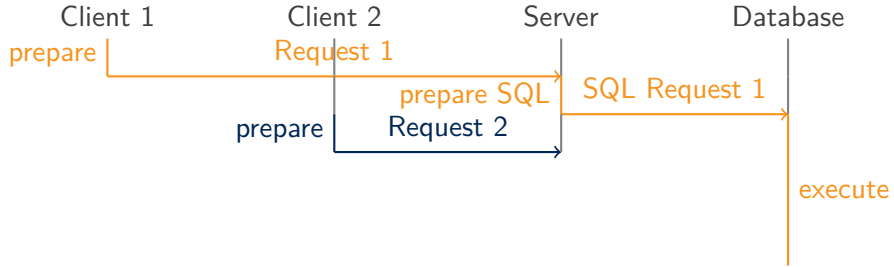 Client 1
Client 2
Server
Database
prepare
Request 1
prepare SQL
SQL Request 1
prepare
Request 2
execute